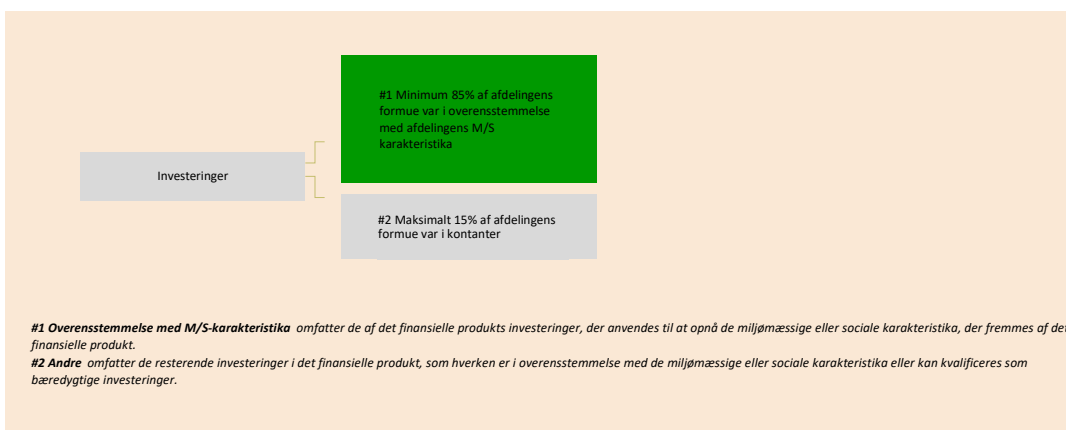 #1 Minimum 85% af afdelingens
formue var i overensstemmelse
med afdelingens M/S
karakteristika
Investeringer
#2 Maksimalt 15% af afdelingens
formue var i kontanter
#1 Overensstemmelse med M/S-karakteristika omfatter de af det finansielle produkts investeringer, der anvendes til at opnå de miljømæssige eller sociale karakteristika, der fremmes af
finansielle produkt.
#2 Andre omfatter de resterende investeringer i det finansielle produkt, som hverken er i overensstemmelse med de miljømæssige eller sociale karakteristika eller kan kvalificeres som
bæredygtige investeringer.